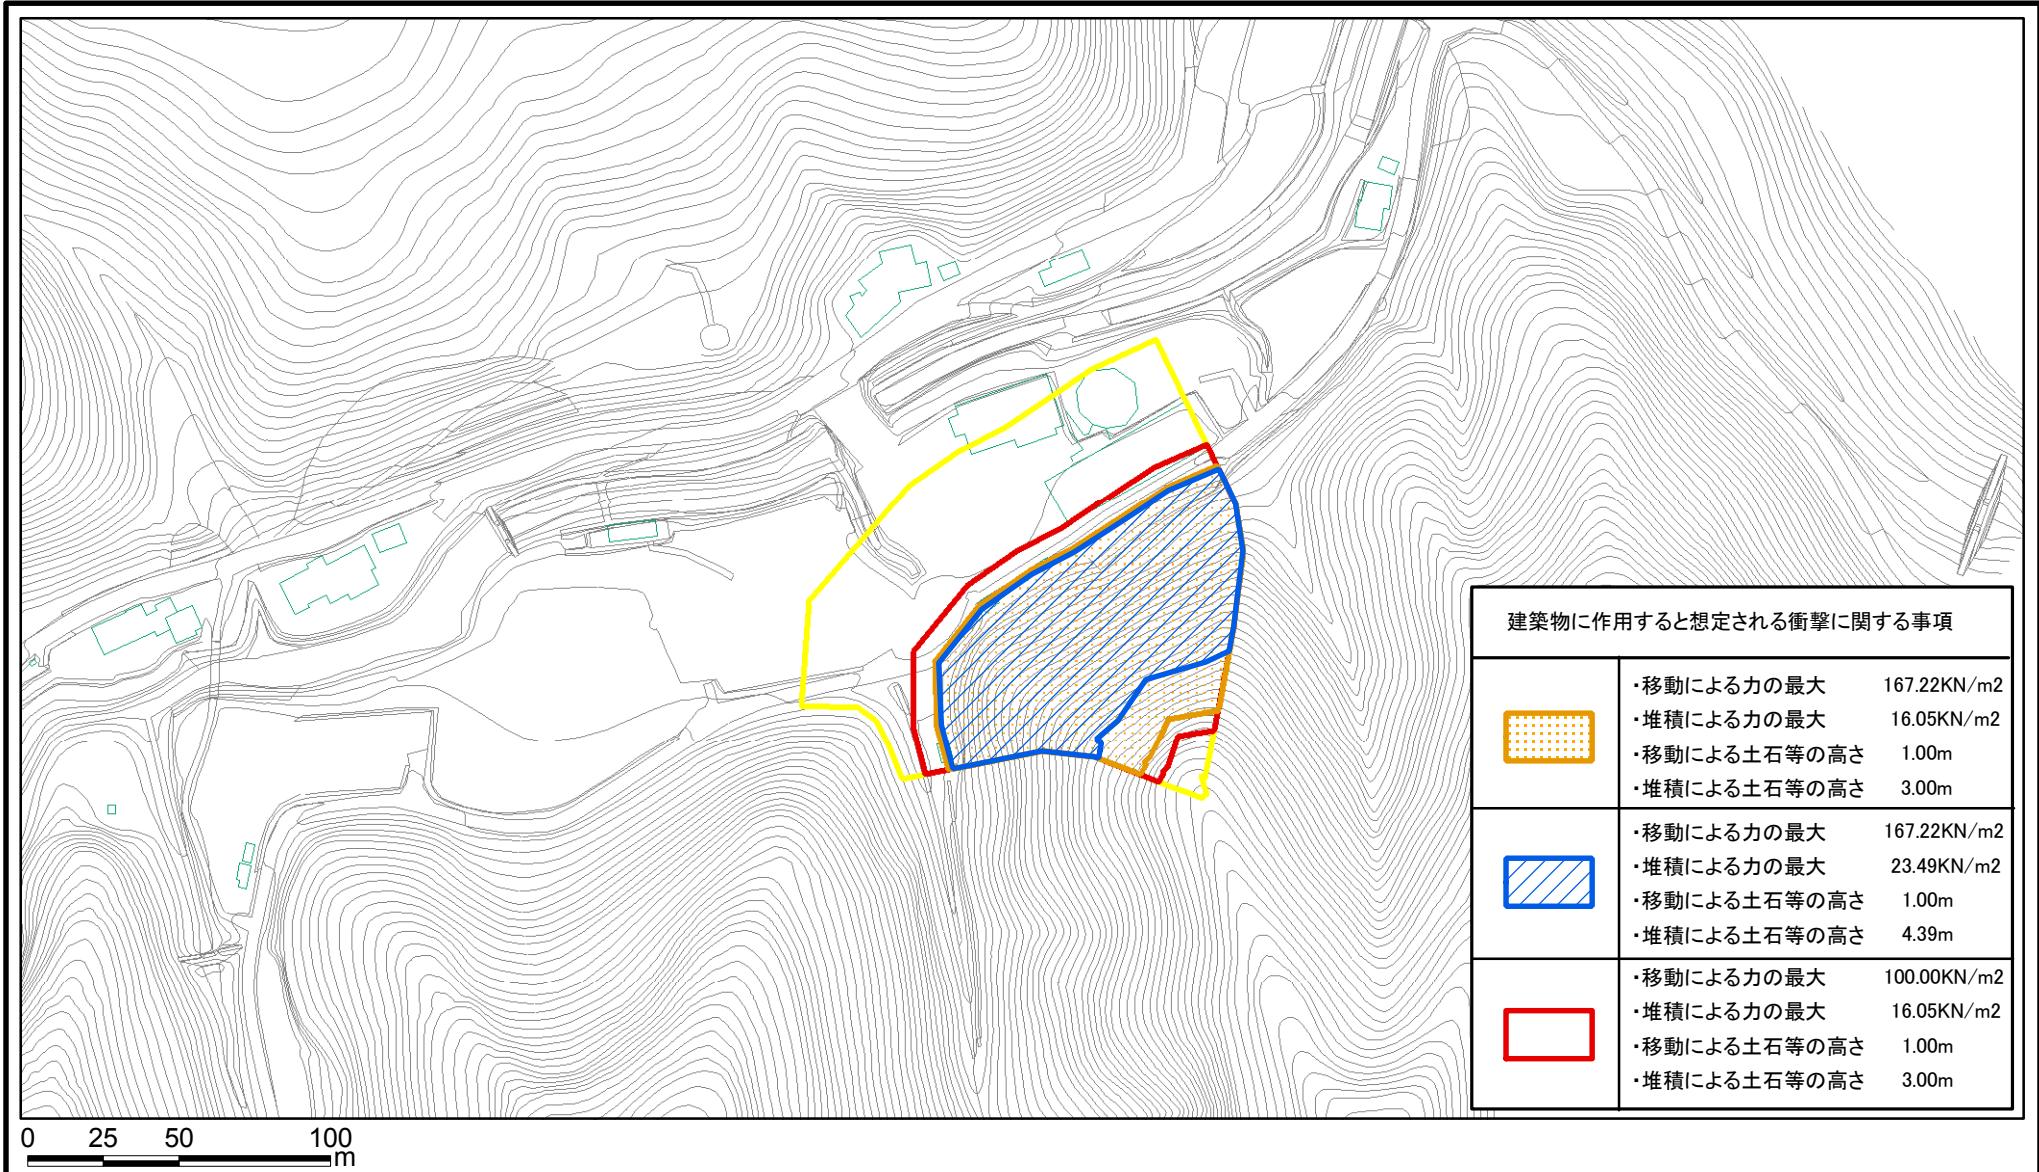 建築物に作用すると想定される衝撃に関する事項
・移動による力の最大 167.22KN/m2
・堆積による力の最大 16.05KN/m2
・移動による土石等の高さ 1.00m
・堆積による土石等の高さ 3.00m
・移動による力の最大 167.22KN/m2
・堆積による力の最大 23.49KN/m2
・移動による土石等の高さ 1.00m
・堆積による土石等の高さ 4.39m
・移動による力の最大 100.00KN/m2
・堆積による力の最大 16.05KN/m2
・移動による土石等の高さ 1.00m
・堆積による土石等の高さ 3.00m
0 25 50 100
m